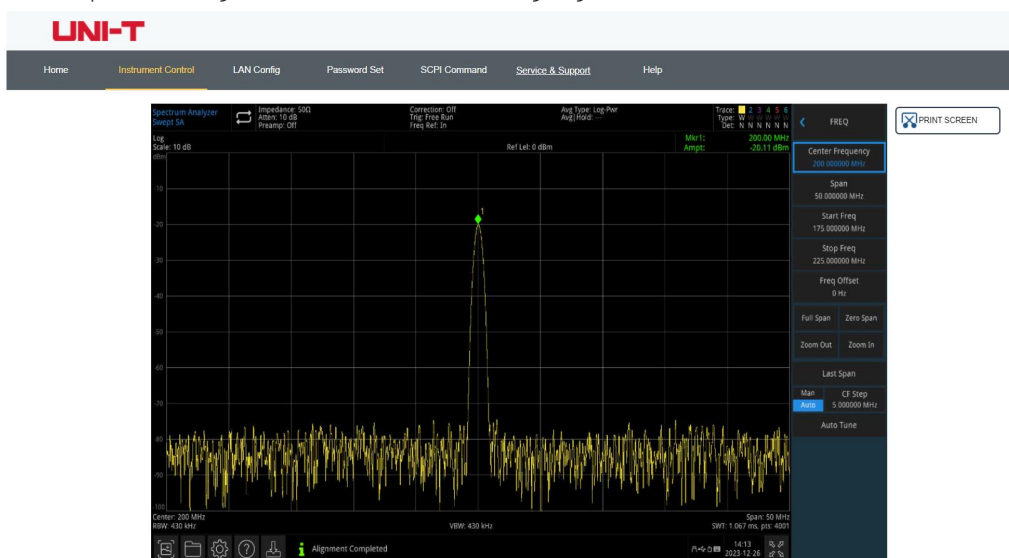 UNI-T
Home Instrument Control LAN Config Password Set SCPI Command Service & Support Help
PRINT SCREEN
Spectrum Analyzer
Swept SA
Impedance: 50Ω
Atten: 10 dB
Preamp: Off
Correction: Off
Trig: Free Run
Freq Ref: In
Avg Type: Log-Pwr
Avg|Hold: ---
Trace: 1 2 3 4 5 6
Type: W W W W W W
Det: N N N N N N
Log
Scale: 10 dB
Ref Lel: 0 dBm
Mkr1: 200.00 MHz
Ampt: -20.11 dBm
dBm
1
-10
-20
-30
-40
-50
-60
-70
-80
-90
-100
Center: 200 MHz
RBW: 430 kHz
VBW: 430 kHz
Span: 50 MHz
SWT: 1.067 ms, pts: 4001
Alignment Completed
14:13
2023-12-26
FREQ
Center Frequency
200.000000 MHz
Span
50.000000 MHz
Start Freq
175.000000 MHz
Stop Freq
225.000000 MHz
Freq Offset
0 Hz
Full Span Zero Span
Zoom Out Zoom In
Last Span
Man CF Step
Auto 5.000000 MHz
Auto Tune